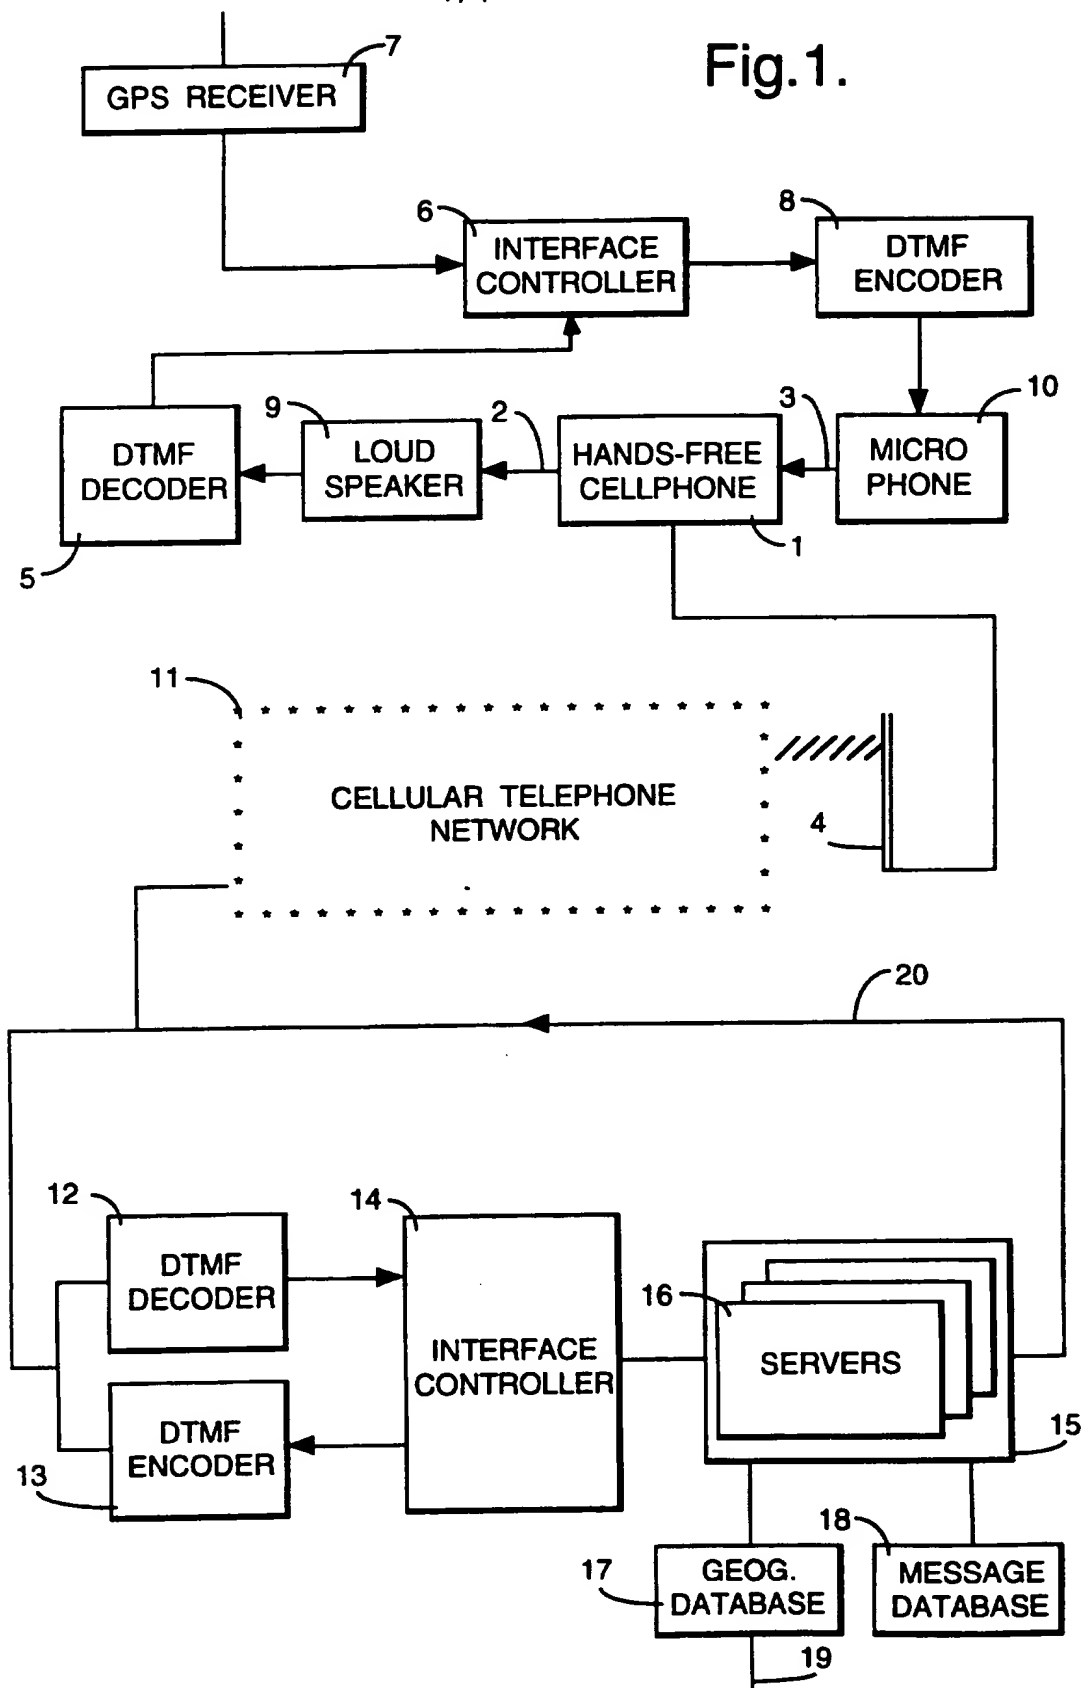 Fig.1.
7
GPS RECEIVER
6
INTERFACE
CONTROLLER
8
DTMF
ENCODER
5
DTMF
DECODER
9
LOUD
SPEAKER
2
HANDS-FREE
CELLPHONE
1
3
10
MICRO
PHONE
11
CELLULAR TELEPHONE
NETWORK
4
20
12
DTMF
DECODER
14
INTERFACE
CONTROLLER
13
DTMF
ENCODER
16
SERVERS
15
17
GEOG.
DATABASE
18
MESSAGE
DATABASE
19